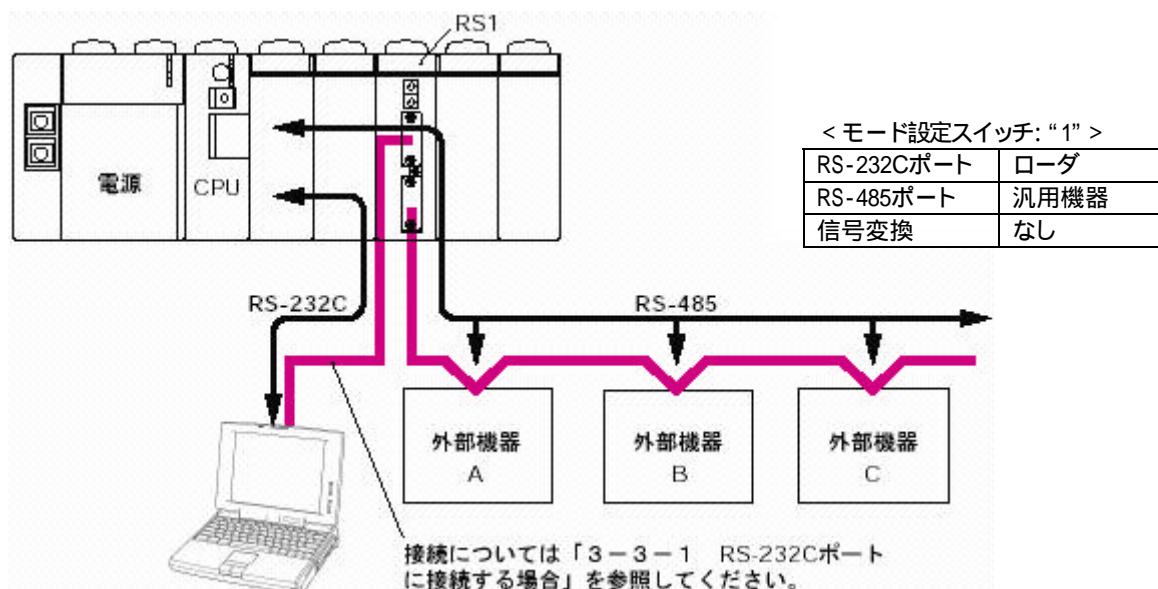 RS1
電源
CPU
<モード設定スイッチ: “1”>
RS-232Cポート ローダ
RS-485ポート 汎用機器
信号変換 なし
RS-232C
RS-485
外部機器
A
外部機器
B
外部機器
C
接続については「3-3-1 RS-232Cポート
に接続する場合」を参照してください。